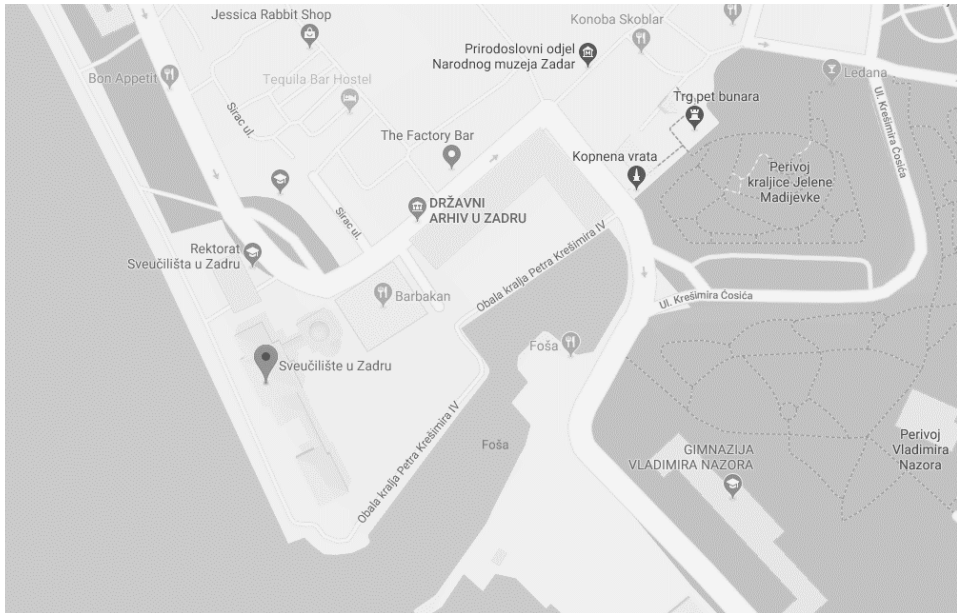 Jessica Rabbit Shop
Konoba Skoblar
Prirodoslovni odjel
Narodnog muzeja Zadar
Bon Appetit
Tequila Bar Hostel
Ledana
Sirac ul.
Trg pet bunara
Ul. Krešimira Ćosića
The Factory Bar
Kopnena vrata
Perivoj
kraljice Jelene
Madijevke
DRŽAVNI
ARHIV U ZADRU
Sirac ul.
Rektorat
Sveučilišta u Zadru
Obala kralja Petra Krešimira IV
Barbakan
Ul. Krešimira Ćosića
Foša
Sveučilište u Zadru
Obala kralja Petra Krešimira IV
Foša
GIMNAZIJA
VLADIMIRA NAZORA
Perivoj
Vladimira
Nazora